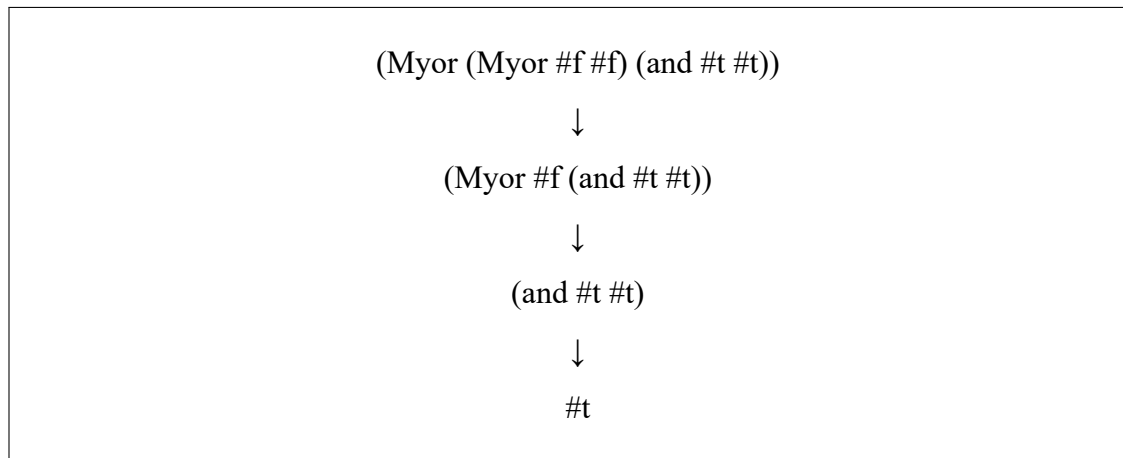 (Myor (Myor #f #f) (and #t #t))
↓
(Myor #f (and #t #t))
↓
(and #t #t)
↓
#t